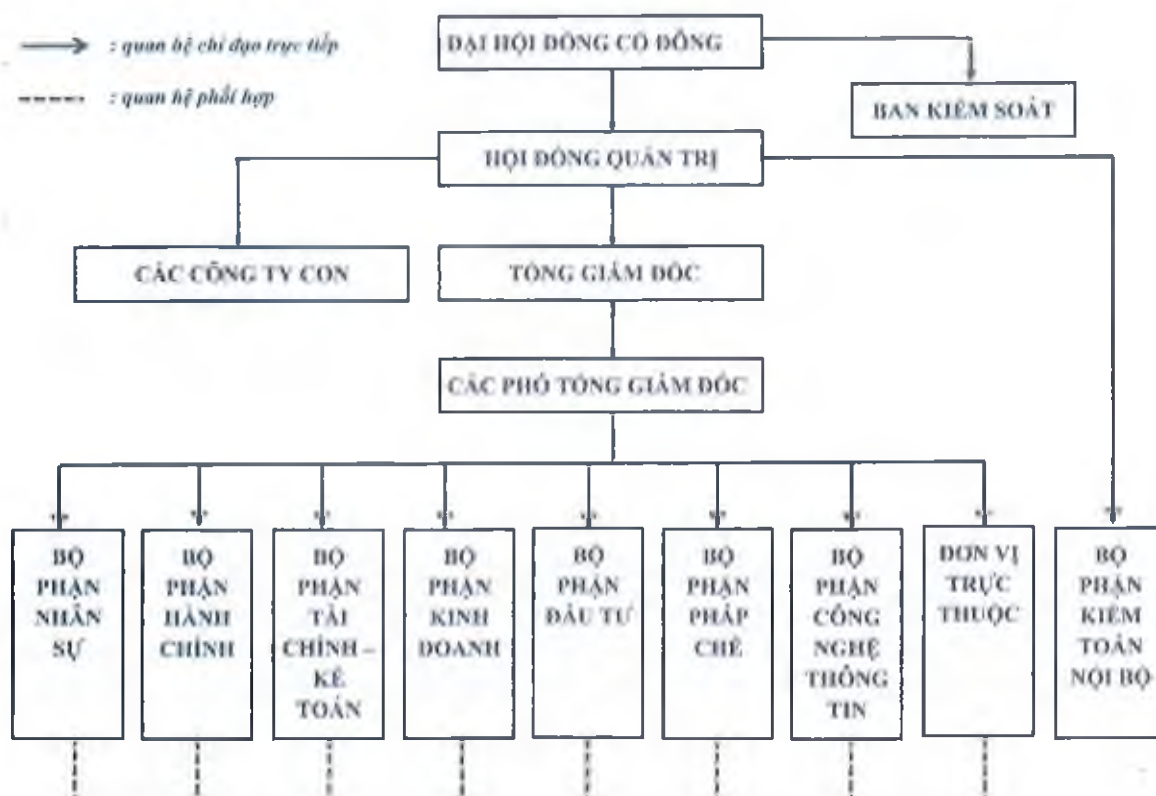 : quan hệ chỉ đạo trực tiếp
: quan hệ phối hợp
ĐẠI HỘI ĐỒNG CỔ ĐÔNG
BAN KIỂM SOÁT
HỘI ĐỒNG QUẢN TRỊ
CÁC CÔNG TY CON
TỔNG GIÁM ĐỐC
CÁC PHÓ TỔNG GIÁM ĐỐC
BỘ
PHẬN
NHÂN
SỰ
BỘ
PHẬN
HÀNH
CHÍNH
BỘ
PHẬN
TÀI
CHÍNH –
KẾ
TOÁN
BỘ
PHẬN
KINH
DOANH
BỘ
PHẬN
ĐẦU TƯ
BỘ
PHẬN
PHÁP
CHẾ
BỘ
PHẬN
CÔNG
NGHỆ
THÔNG
TIN
ĐƠN VỊ
TRỰC
THUỘC
BỘ
PHẬN
KIỂM
TOÁN
NỘI BỘ